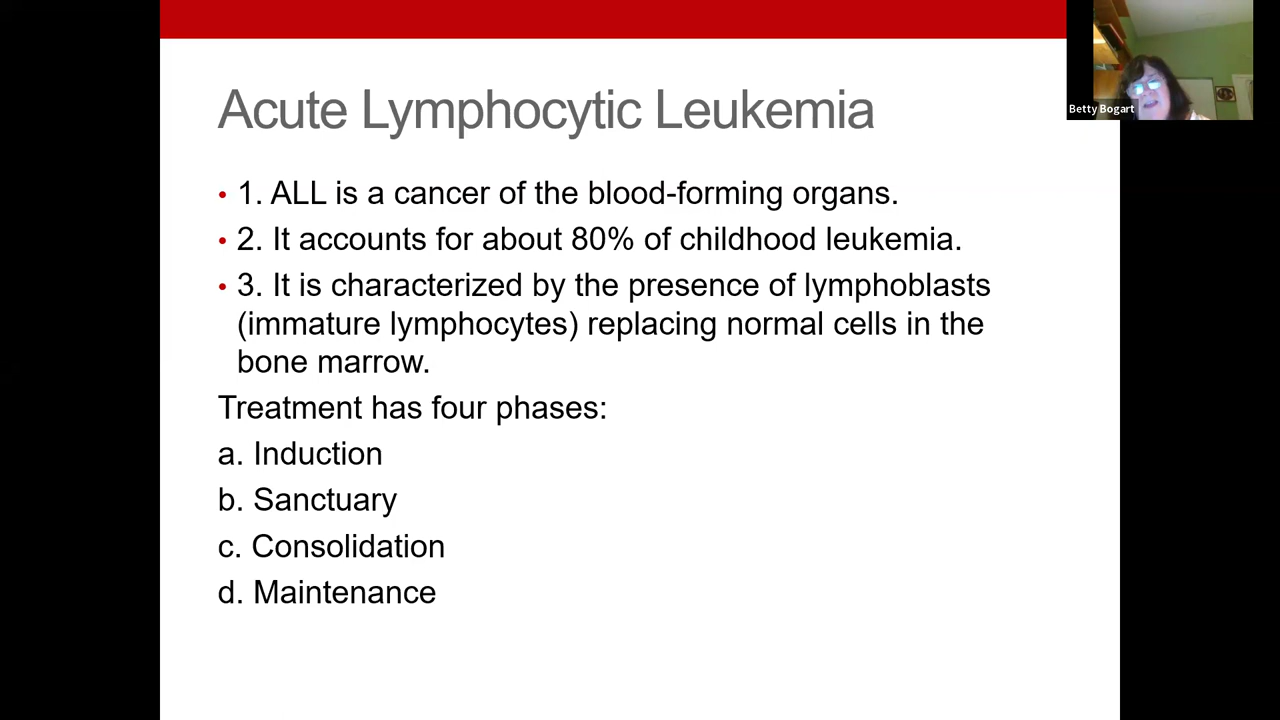 Acute Lymphocytic Leukemia
Betty Bogart
• 1. ALL is a cancer of the blood-forming organs.
• 2. It accounts for about 80% of childhood leukemia.
• 3. It is characterized by the presence of lymphoblasts
(immature lymphocytes) replacing normal cells in the
bone marrow.
Treatment has four phases:
a. Induction
b. Sanctuary
c. Consolidation
d. Maintenance